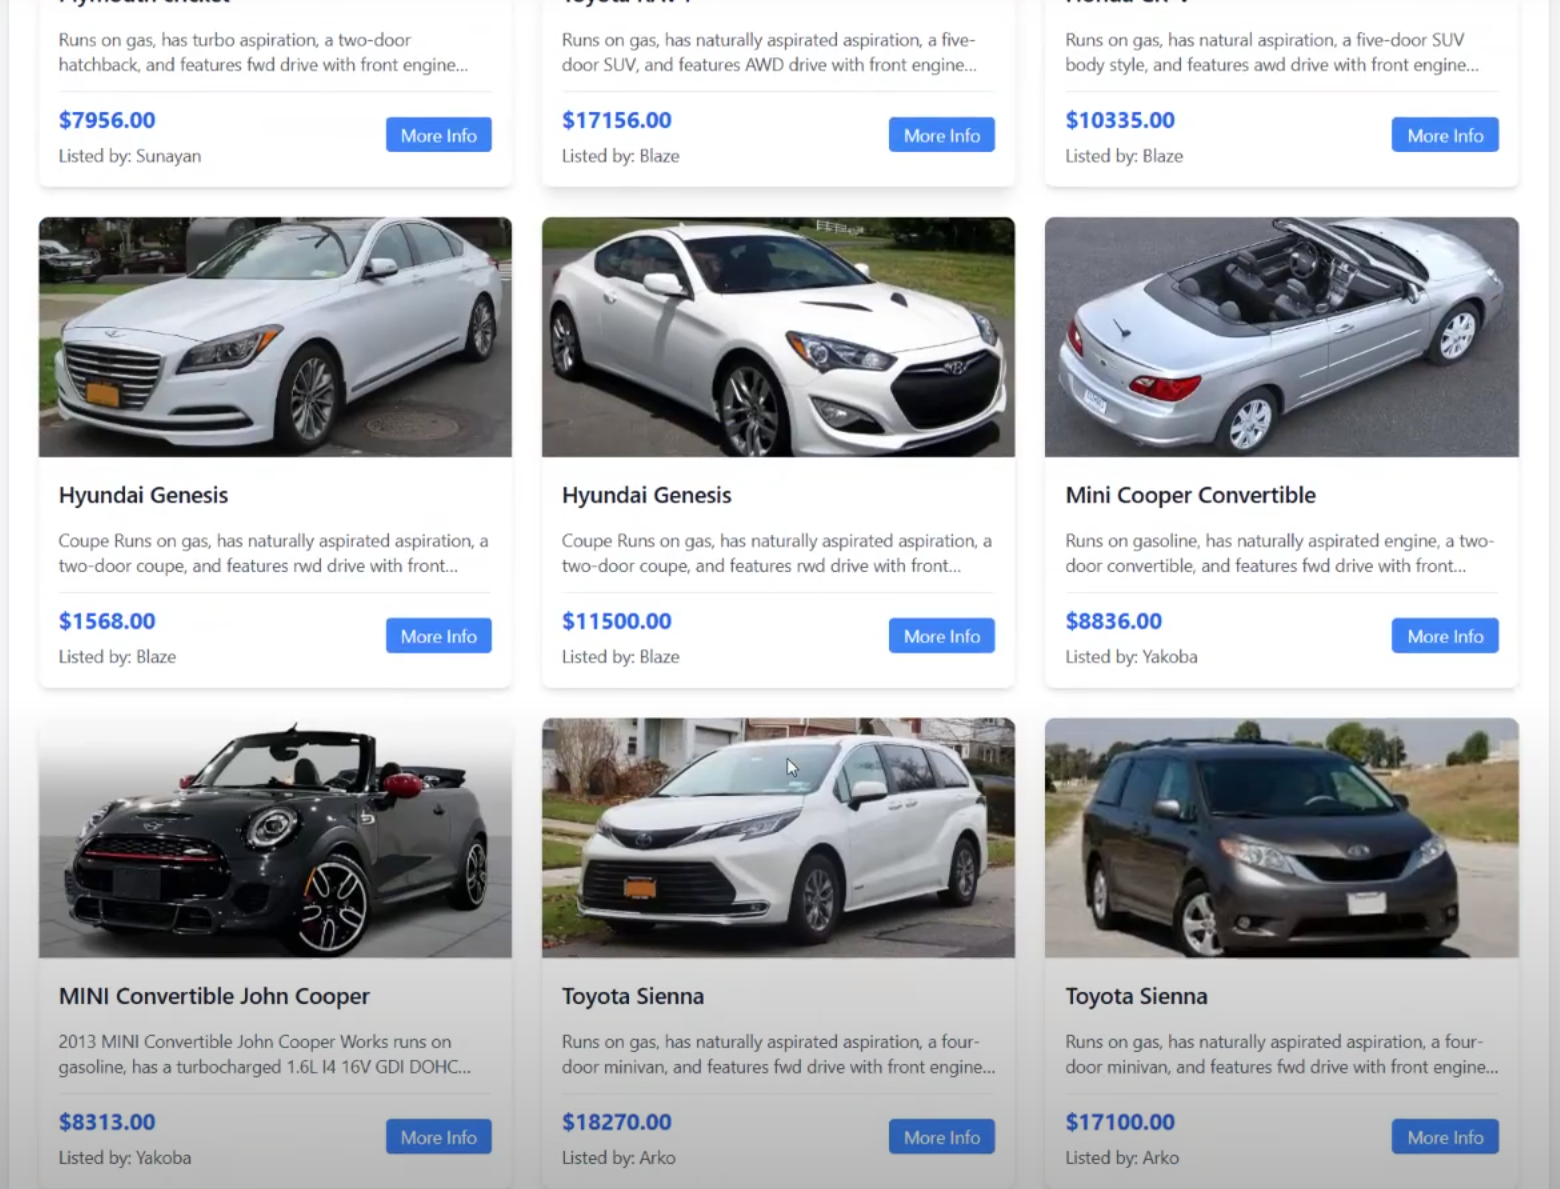 Runs on gas, has turbo aspiration, a two-door
hatchback, and features fwd drive with front engine...
$7956.00
More Info
Listed by: Sunayan
Runs on gas, has naturally aspirated aspiration, a five-
door SUV, and features AWD drive with front engine...
$17156.00
More Info
Listed by: Blaze
Runs on gas, has natural aspiration, a five-door SUV
body style, and features awd drive with front engine...
$10335.00
More Info
Listed by: Blaze
Hyundai Genesis
Coupe Runs on gas, has naturally aspirated aspiration, a
two-door coupe, and features rwd drive with front...
$1568.00
More Info
Listed by: Blaze
Hyundai Genesis
Coupe Runs on gas, has naturally aspirated aspiration, a
two-door coupe, and features rwd drive with front...
$11500.00
More Info
Listed by: Blaze
Mini Cooper Convertible
Runs on gasoline, has naturally aspirated engine, a two-
door convertible, and features fwd drive with front...
$8836.00
More Info
Listed by: Yakoba
MINI Convertible John Cooper
2013 MINI Convertible John Cooper Works runs on
gasoline, has a turbocharged 1.6L I4 16V GDI DOHC...
$8313.00
More Info
Listed by: Yakoba
Toyota Sienna
Runs on gas, has naturally aspirated aspiration, a four-
door minivan, and features fwd drive with front engine...
$18270.00
More Info
Listed by: Arko
Toyota Sienna
Runs on gas, has naturally aspirated aspiration, a four-
door minivan, and features fwd drive with front engine...
$17100.00
More Info
Listed by: Arko